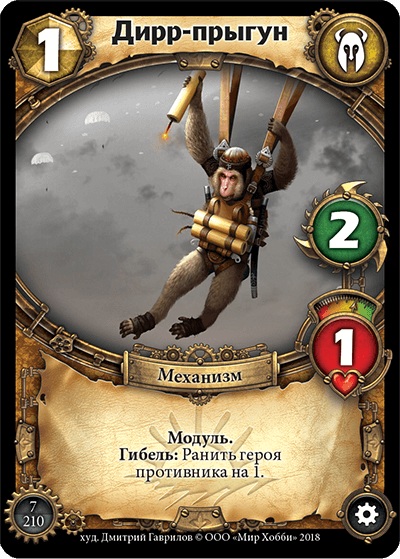 1
Дирр-прыгун
2
1
Механизм
Модуль.
Гибель: Ранить героя
противника на 1.
7
210
худ. Дмитрий Гаврилов © ООО «Мир Хобби» 2018